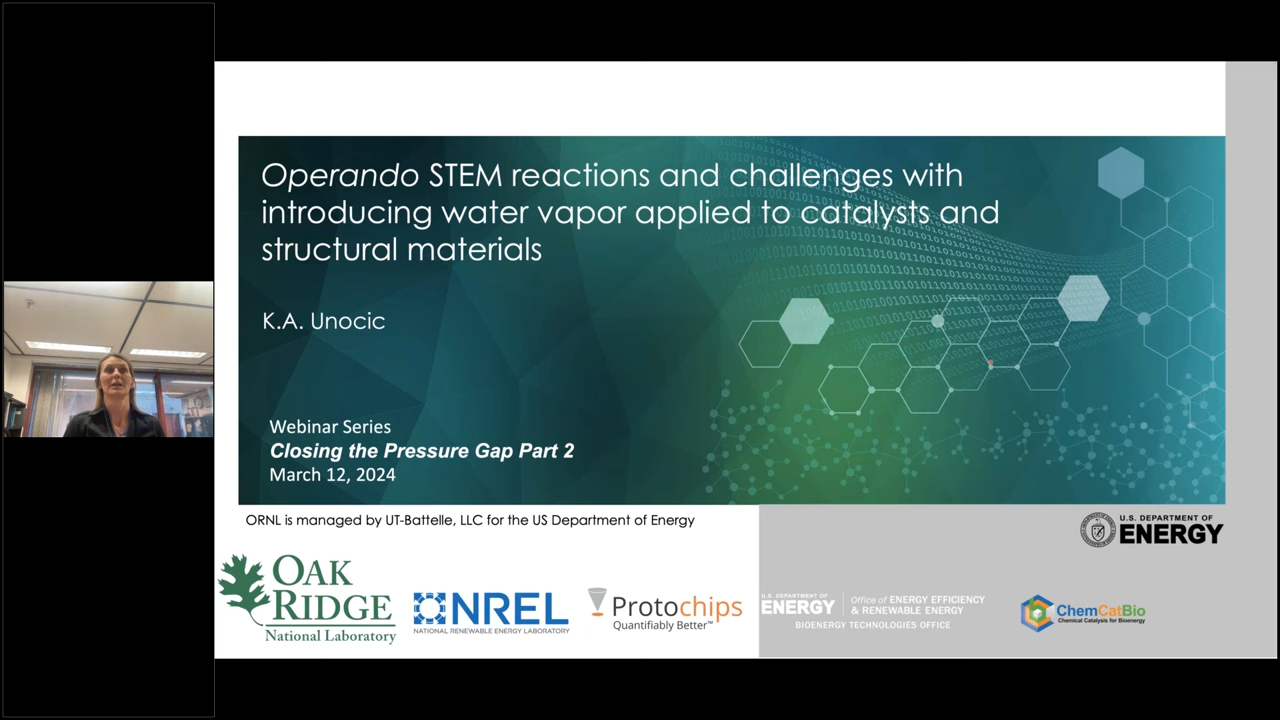 Operando STEM reactions and challenges with
introducing water vapor applied to catalysts and
structural materials
K.A. Unocic
Webinar Series
Closing the Pressure Gap Part 2
March 12, 2024
ORNL is managed by UT-Battelle, LLC for the US Department of Energy
U.S. DEPARTMENT OF
ENERGY
OAK
RIDGE
National Laboratory
NREL
NATIONAL RENEWABLE ENERGY LABORATORY
Protochips
Quantifiably Better™
U.S. DEPARTMENT OF
ENERGY
Office of ENERGY EFFICIENCY
& RENEWABLE ENERGY
BIOENERGY TECHNOLOGIES OFFICE
ChemCatBio
Chemical Catalysis for Bioenergy